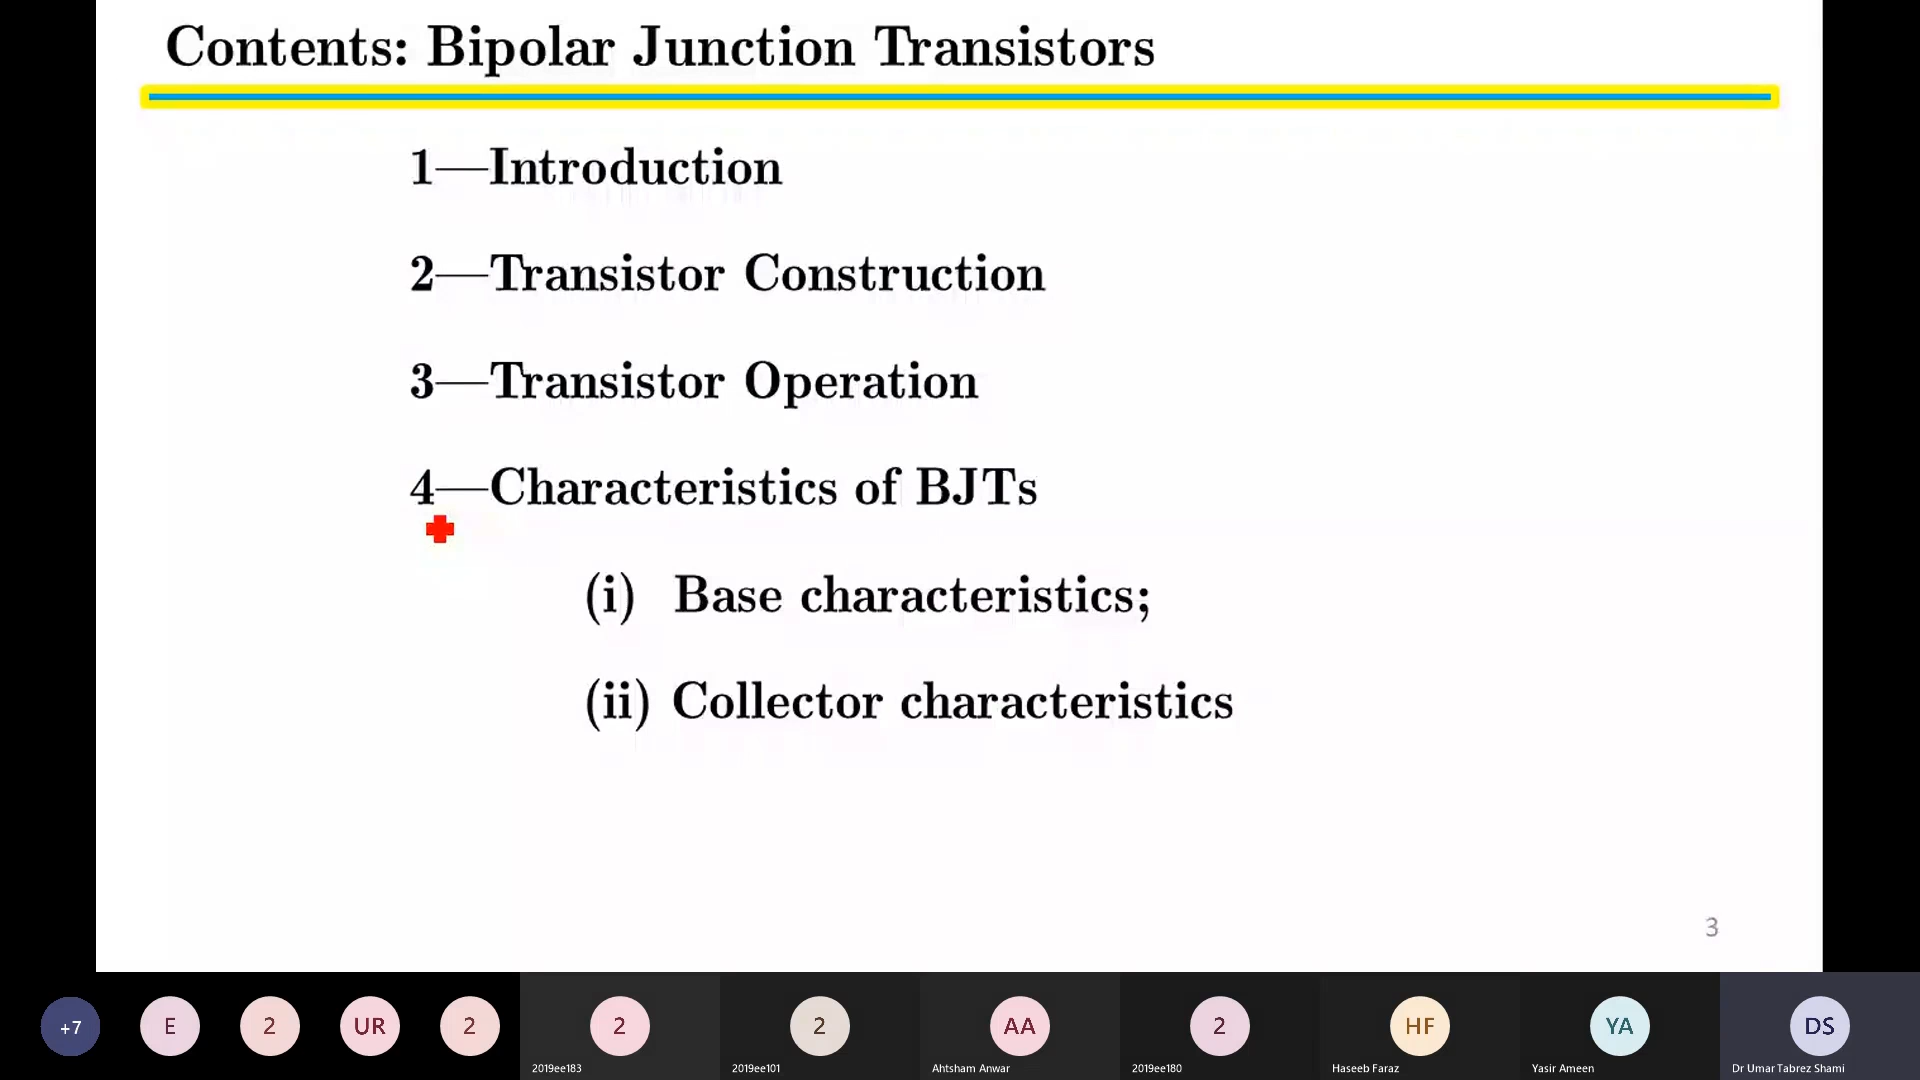 Contents: Bipolar Junction Transistors
1—Introduction
2—Transistor Construction
3—Transistor Operation
4—Characteristics of BJTs
(i) Base characteristics;
(ii) Collector characteristics
3
+7
E
2
UR
2
2
2
AA
2
HF
YA
DS
2019ee183
2019ee101
Ahtsham Anwar
2019ee180
Haseeb Faraz
Yasir Ameen
Dr Umar Tabrez Shami